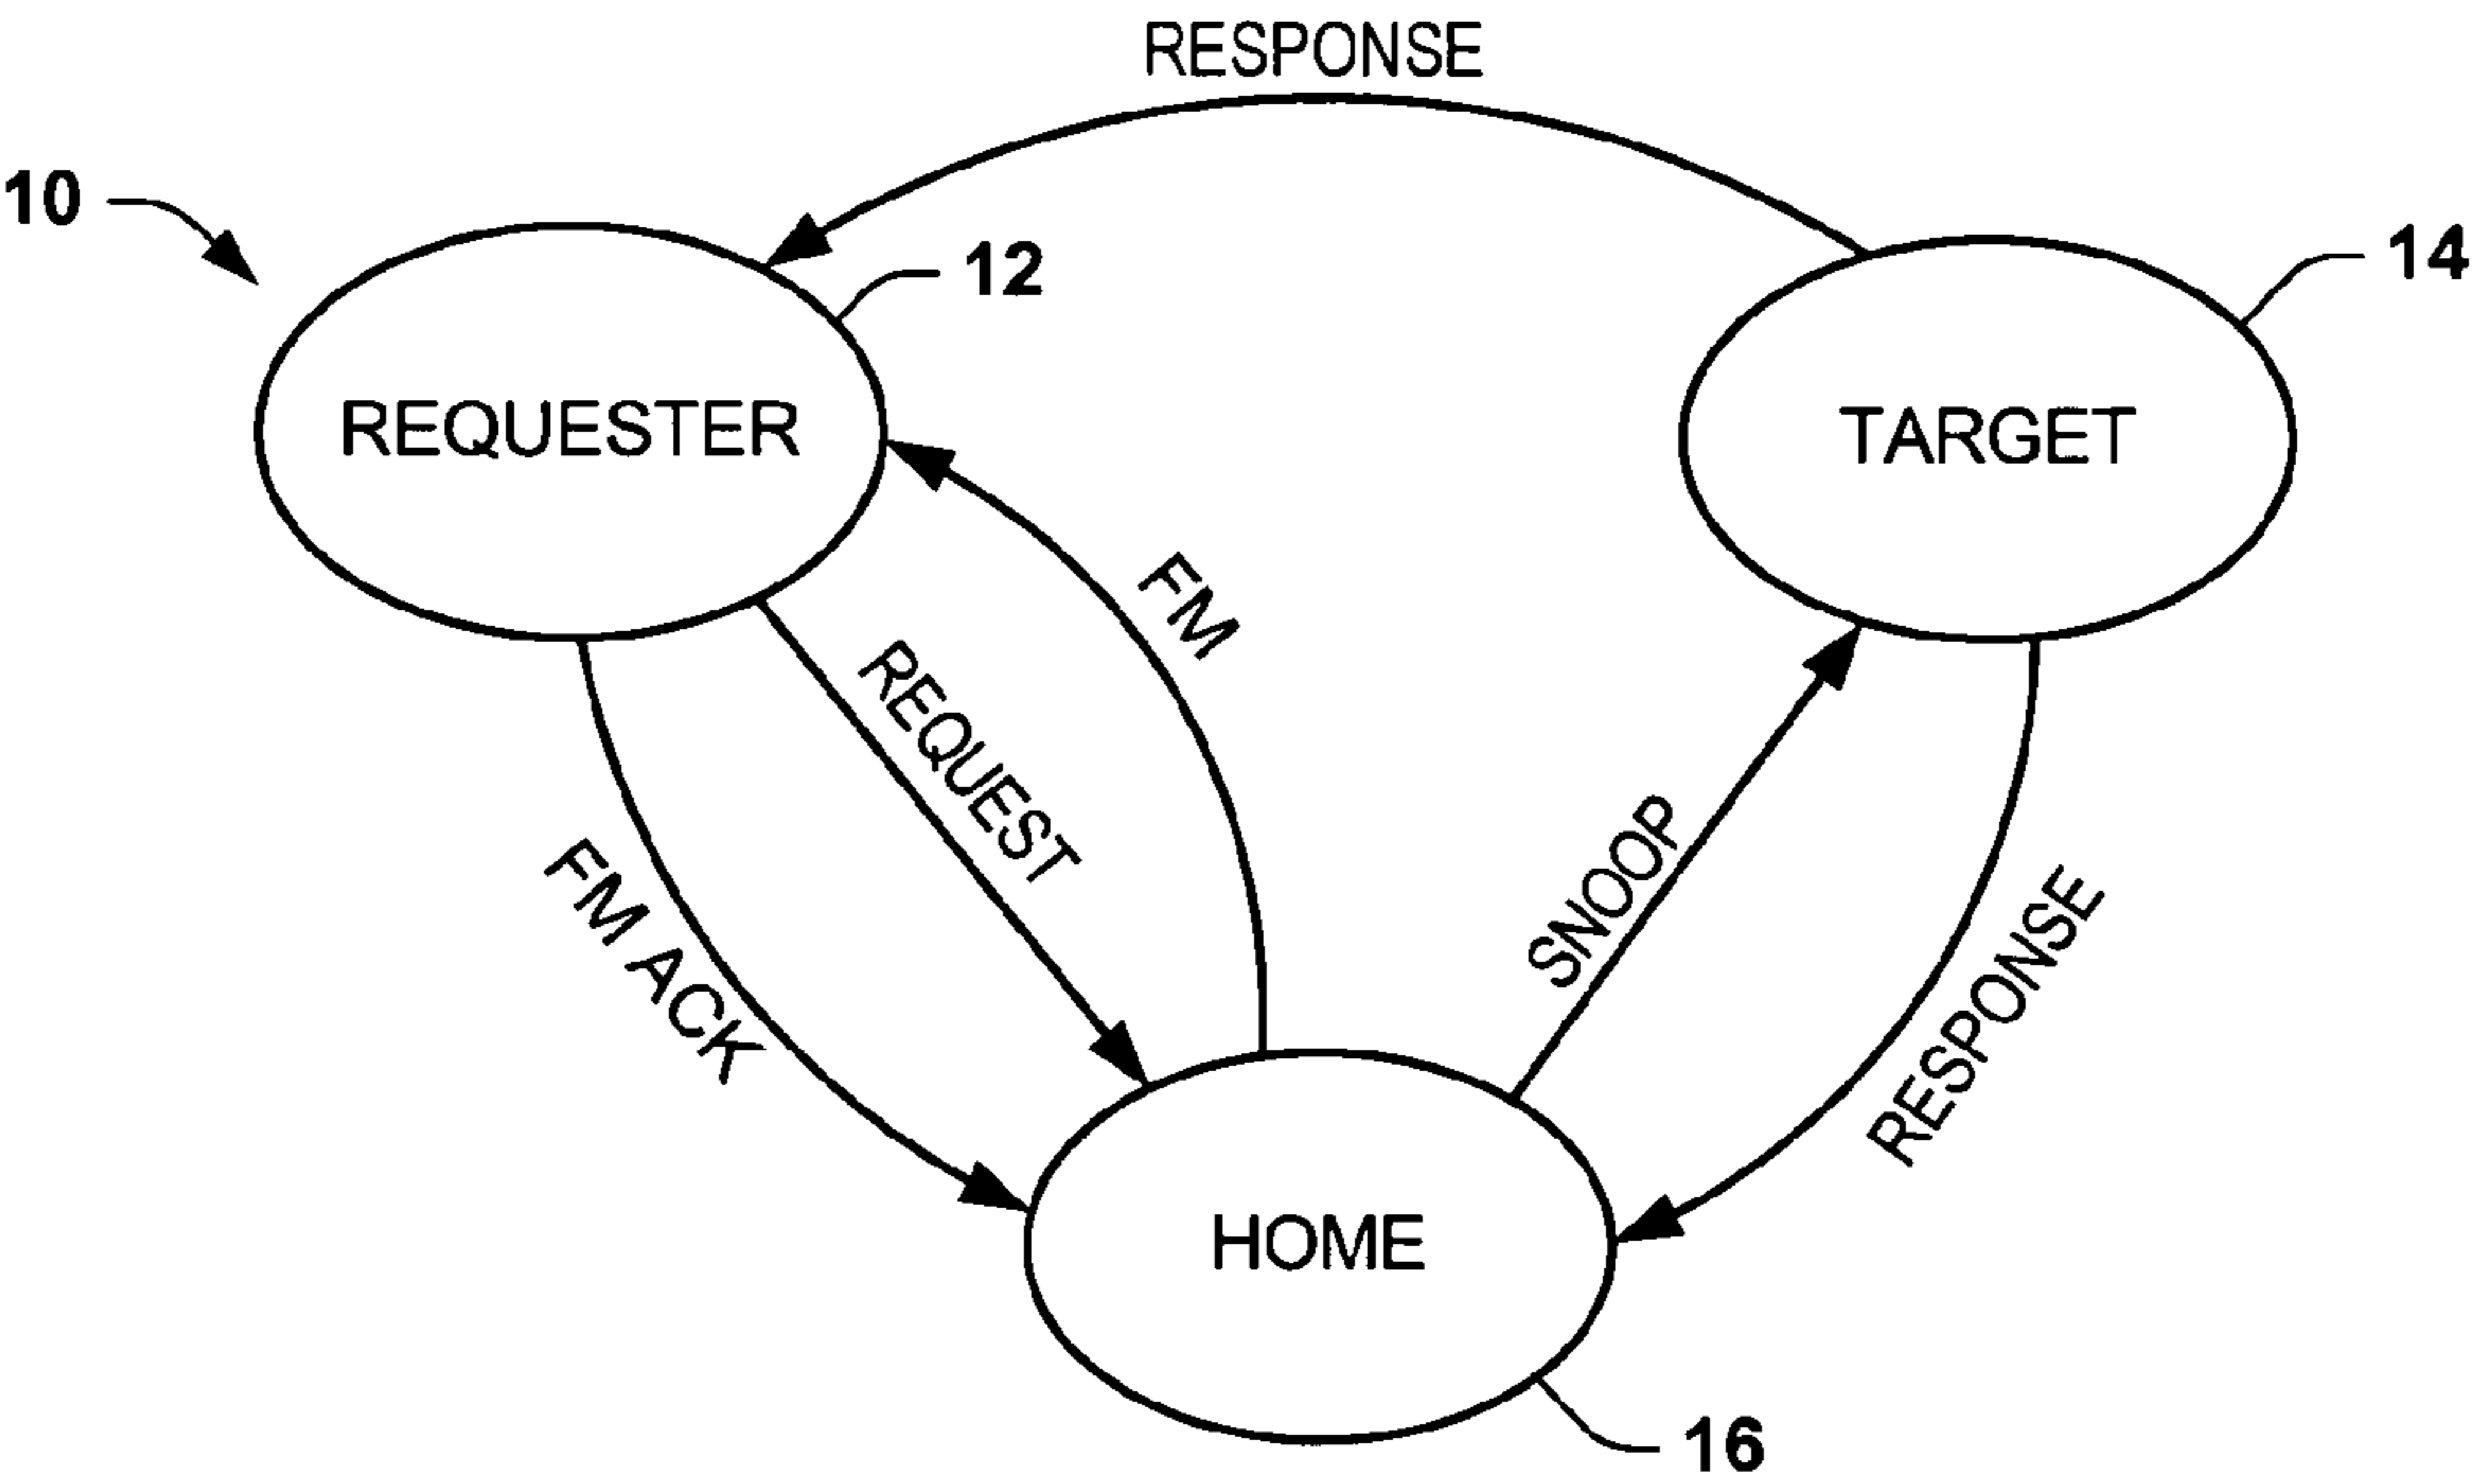 RESPONSE
10
12
14
REQUESTER
TARGET
FM
REQUEST
FM ACK
SNOOP
RESPONSE
HOME
16